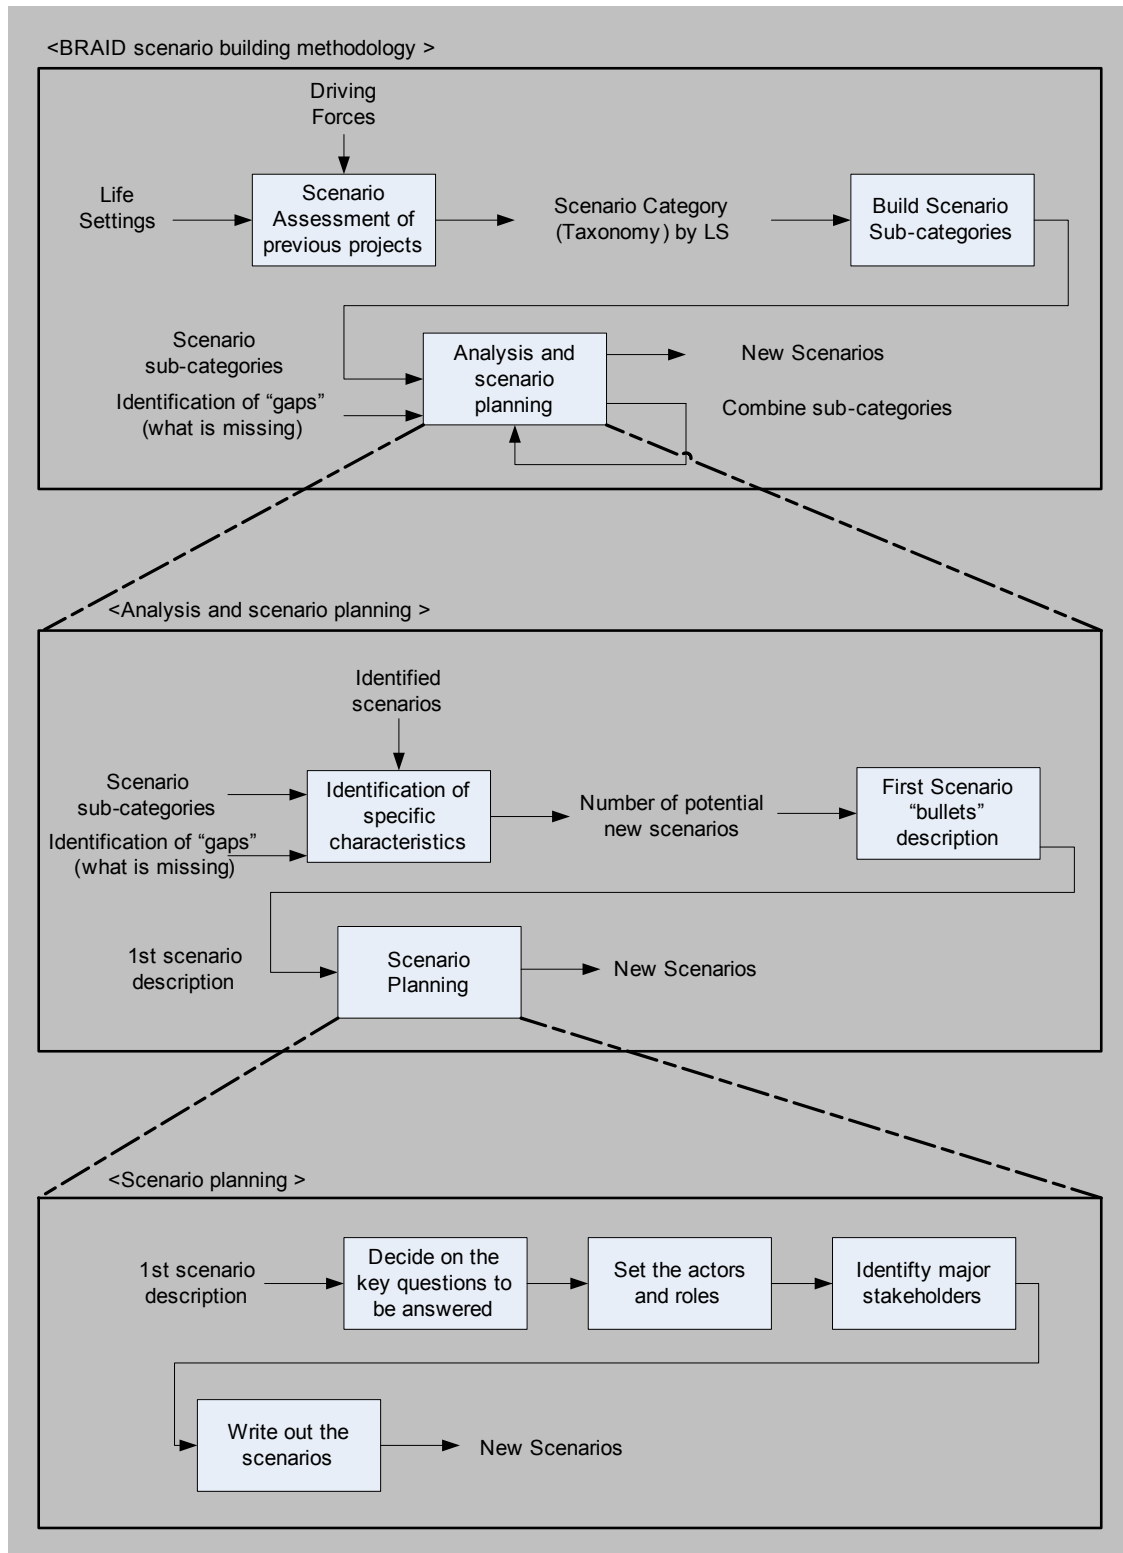 <BRAID scenario building methodology >
Driving
Forces
Life
Settings
Scenario
Assessment of
previous projects
Scenario Category
(Taxonomy) by LS
Build Scenario
Sub-categories
Scenario
sub-categories
Identification of “gaps”
(what is missing)
Analysis and
scenario
planning
New Scenarios
Combine sub-categories
<Analysis and scenario planning >
Identified
scenarios
Scenario
sub-categories
Identification of “gaps”
(what is missing)
Identification of
specific
characteristics
Number of potential
new scenarios
First Scenario
“bullets”
description
1st scenario
description
Scenario
Planning
New Scenarios
<Scenario planning >
1st scenario
description
Decide on the
key questions to
be answered
Set the actors
and roles
Identifty major
stakeholders
Write out the
scenarios
New Scenarios